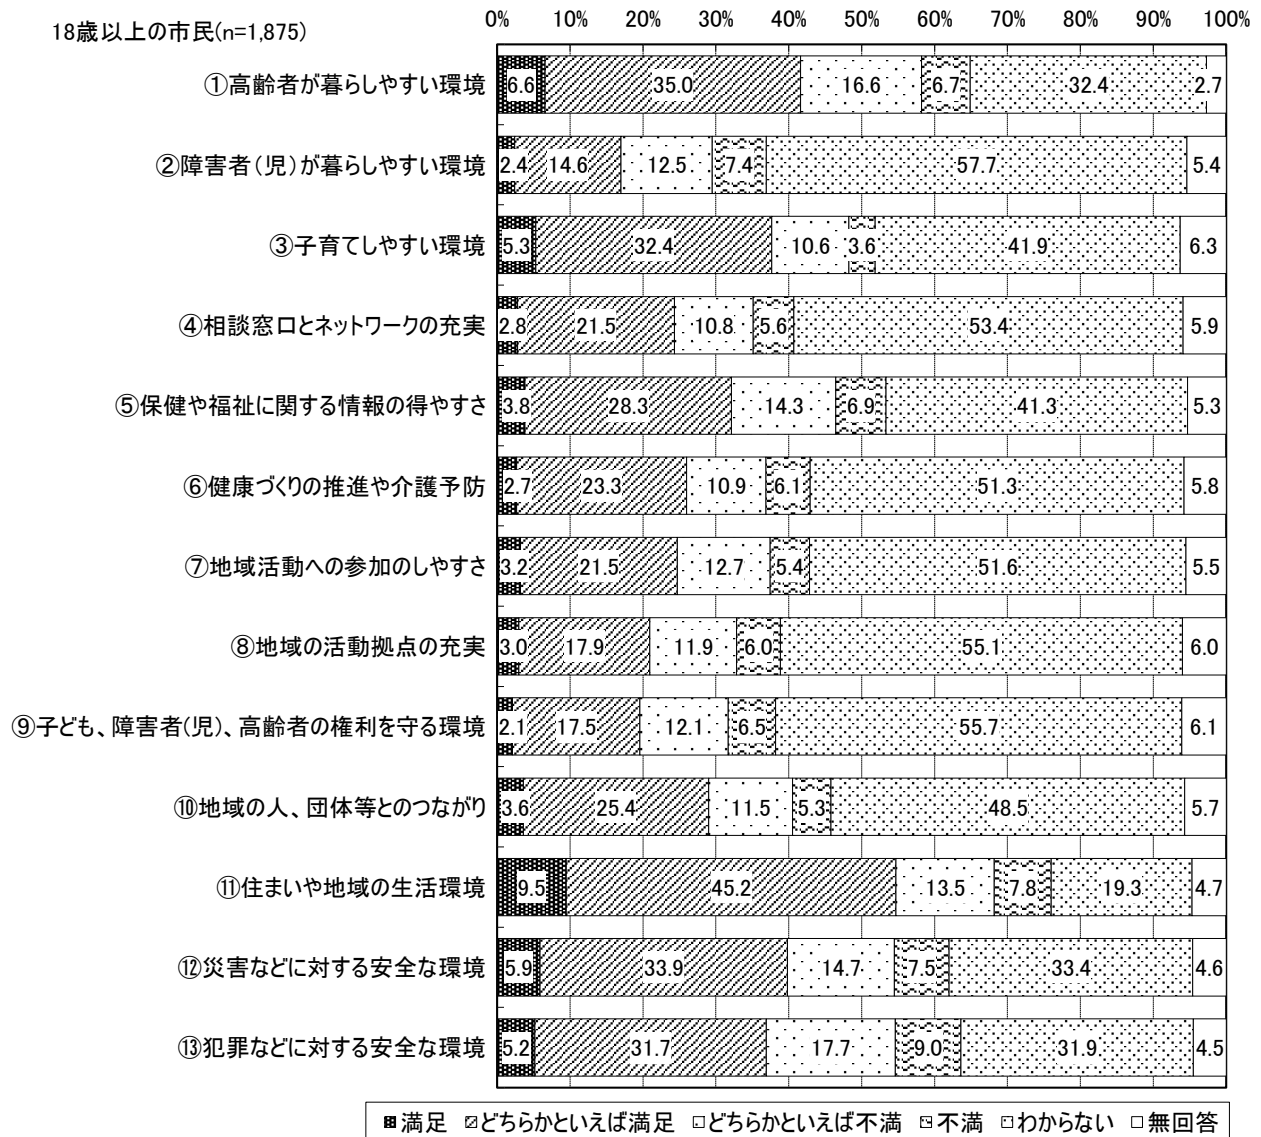 18歳以上の市民(n=1,875)
0% 10% 20% 30% 40% 50% 60% 70% 80% 90% 100%
①高齢者が暮らしやすい環境 6.6 35.0 16.6 6.7 32.4 2.7
②障害者(児)が暮らしやすい環境 2.4 14.6 12.5 7.4 57.7 5.4
③子育てしやすい環境 5.3 32.4 10.6 3.6 41.9 6.3
④相談窓口とネットワークの充実 2.8 21.5 10.8 5.6 53.4 5.9
⑤保健や福祉に関する情報の得やすさ 3.8 28.3 14.3 6.9 41.3 5.3
⑥健康づくりの推進や介護予防 2.7 23.3 10.9 6.1 51.3 5.8
⑦地域活動への参加のしやすさ 3.2 21.5 12.7 5.4 51.6 5.5
⑧地域の活動拠点の充実 3.0 17.9 11.9 6.0 55.1 6.0
⑨子ども、障害者(児)、高齢者の権利を守る環境 2.1 17.5 12.1 6.5 55.7 6.1
⑩地域の人、団体等とのつながり 3.6 25.4 11.5 5.3 48.5 5.7
⑪住まいや地域の生活環境 9.5 45.2 13.5 7.8 19.3 4.7
⑫災害などに対する安全な環境 5.9 33.9 14.7 7.5 33.4 4.6
⑬犯罪などに対する安全な環境 5.2 31.7 17.7 9.0 31.9 4.5
満足 どちらかといえば満足 どちらかといえば不満 不満 わからない 無回答